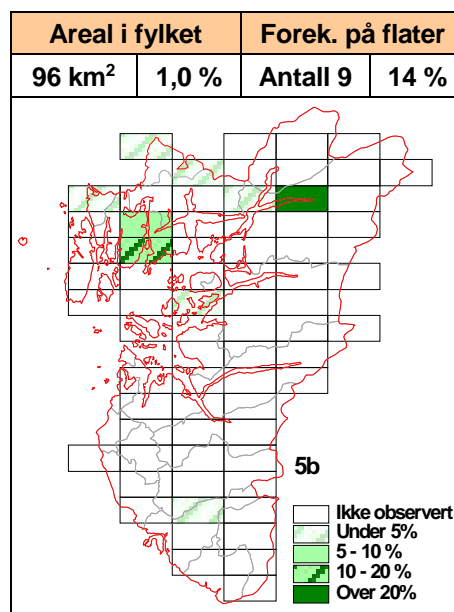 Areal i fylket Forek. på flater
96 km² 1,0 % Antall 9 14 %
5b
Ikke observert
Under 5%
5 - 10 %
10 - 20 %
Over 20%